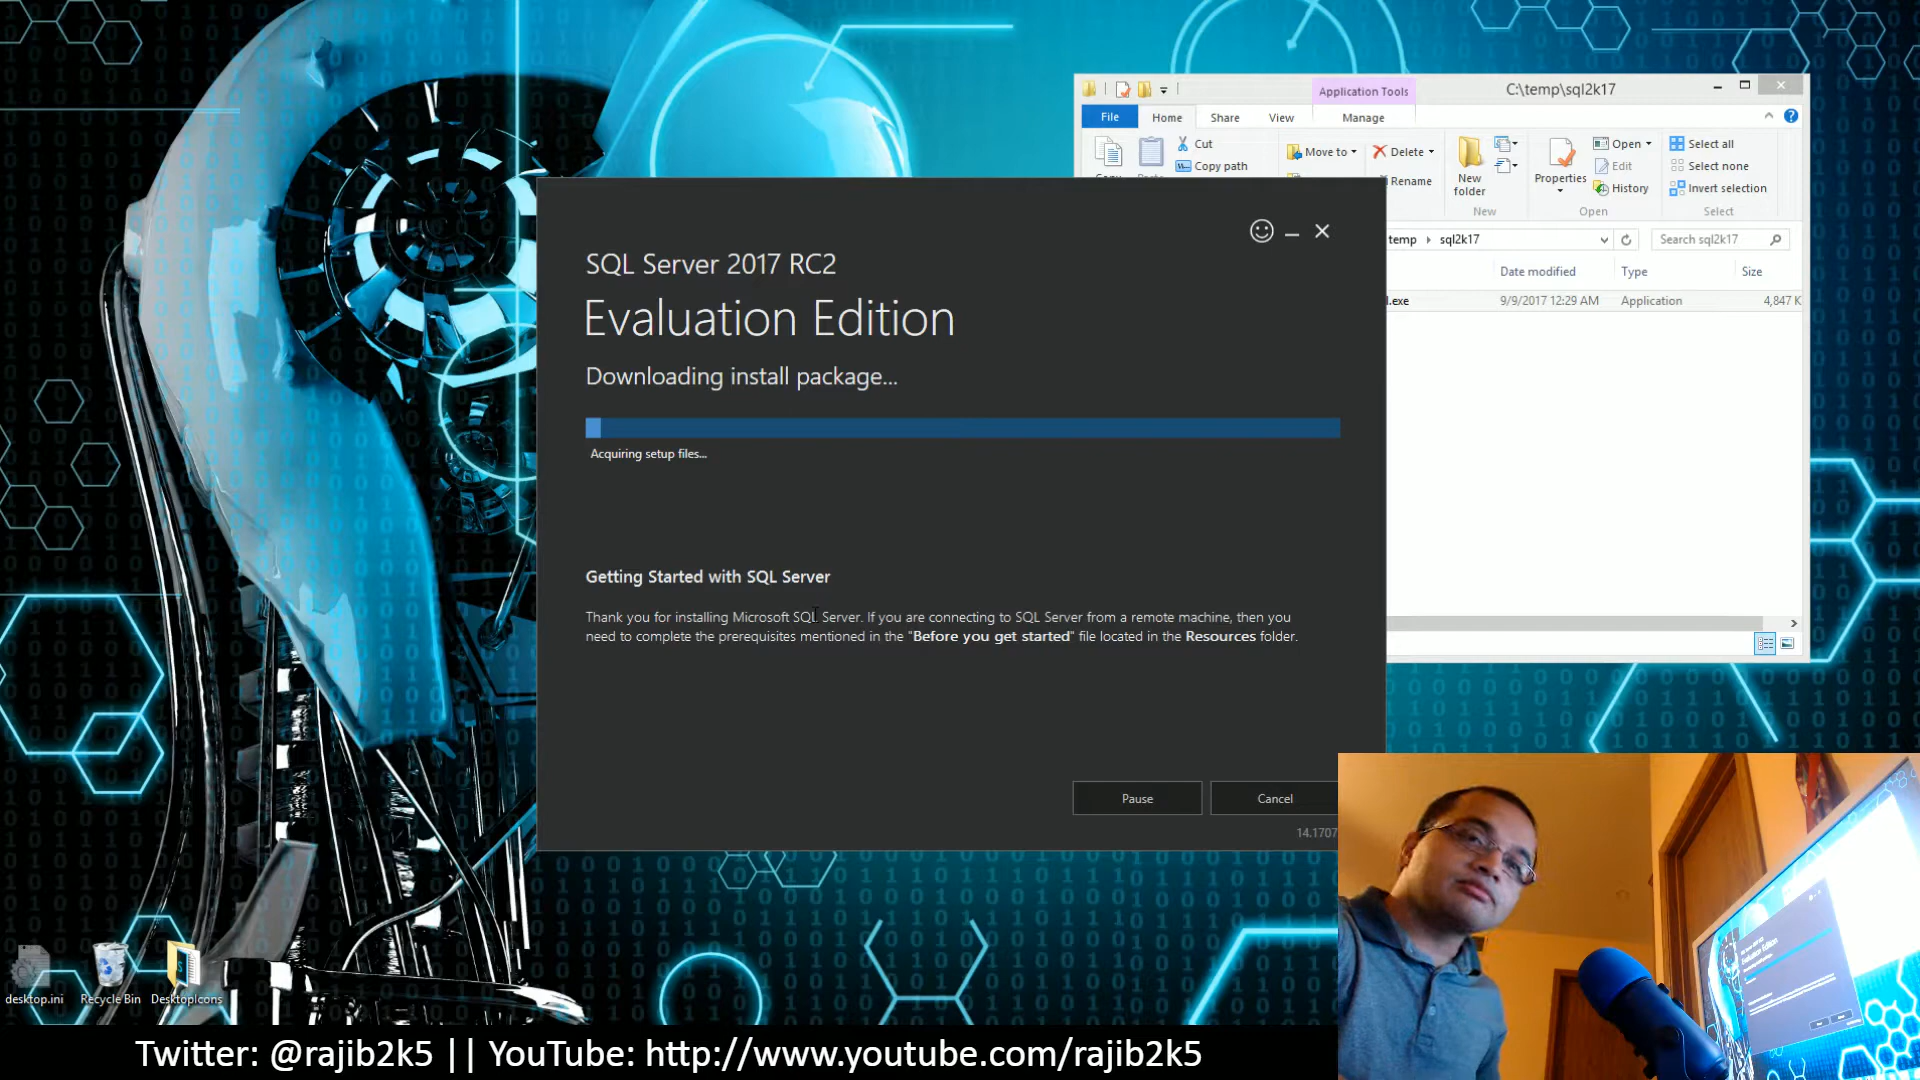 Application Tools
C:\temp\sql2k17
File
Home
Share
View
Manage
Cut
Copy path
Move to
Delete
Rename
New
folder
Properties
Open
Edit
History
Select all
Select none
Invert selection
New
Open
Select
temp
sql2k17
Search sql2k17
Date modified
Type
Size
.exe
9/9/2017 12:29 AM
Application
4,847 K
SQL Server 2017 RC2
Evaluation Edition
Downloading install package...
Acquiring setup files...
Getting Started with SQL Server
Thank you for installing Microsoft SQL Server. If you are connecting to SQL Server from a remote machine, then you
need to complete the prerequisites mentioned in the "Before you get started" file located in the Resources folder.
Pause
Cancel
14.1707
desktop.ini
Recycle Bin
DesktopIcons
Evaluation Edition
Twitter: @rajib2k5 || YouTube: http://www.youtube.com/rajib2k5